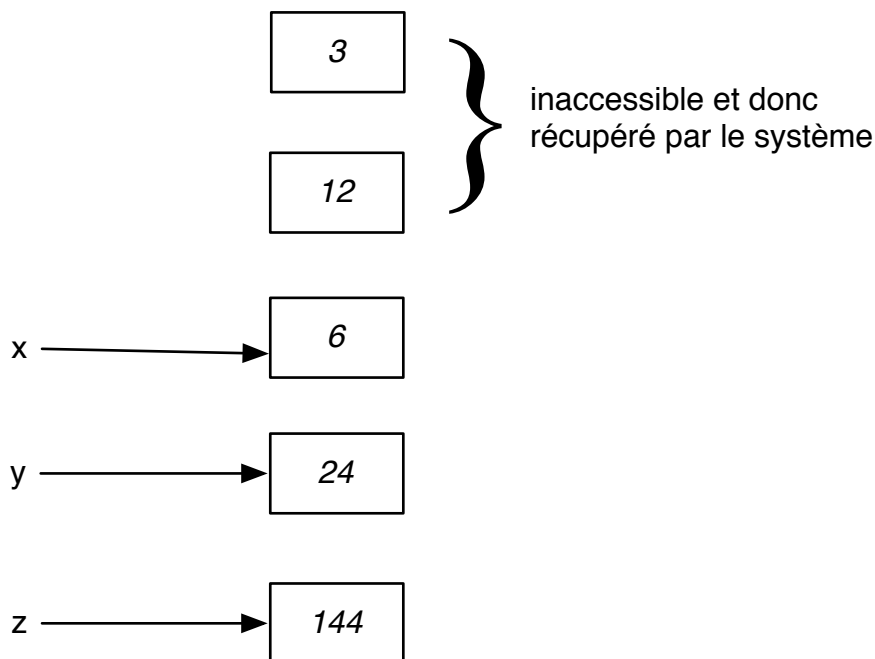 3
inaccessible et donc
récupéré par le système
12
x
6
y
24
z
144